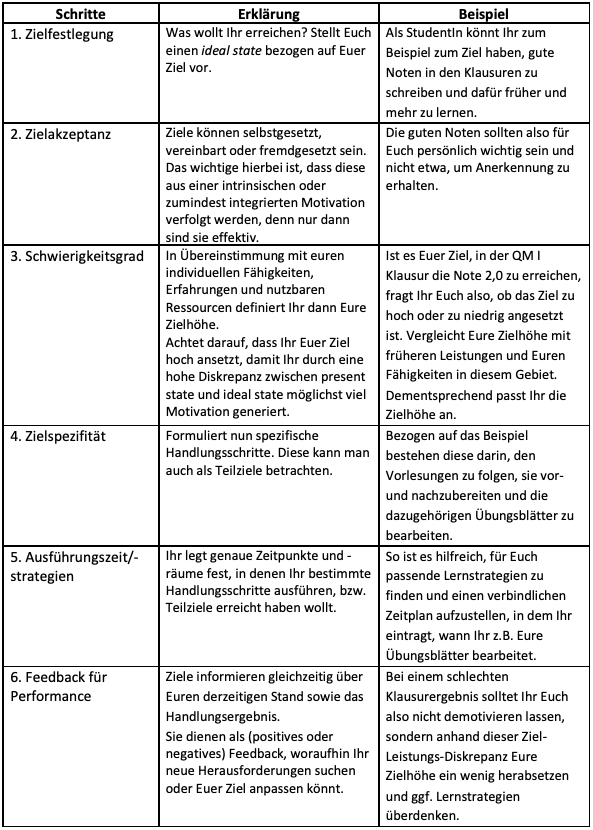 Schritte
Erklärung
Beispiel
1. Zielfestlegung
Was wollt Ihr erreichen? Stellt Euch
einen ideal state bezogen auf Euer
Ziel vor.
Als StudentIn könnt Ihr zum
Beispiel zum Ziel haben, gute
Noten in den Klausuren zu
schreiben und dafür früher und
mehr zu lernen.
2. Zielakzeptanz
Ziele können selbstgesetzt,
vereinbart oder fremdgesetzt sein.
Das wichtige hierbei ist, dass diese
aus einer intrinsischen oder
zumindest integrierten Motivation
verfolgt werden, denn nur dann
sind sie effektiv.
Die guten Noten sollten also für
Euch persönlich wichtig sein und
nicht etwa, um Anerkennung zu
erhalten.
3. Schwierigkeitsgrad
In Übereinstimmung mit euren
individuellen Fähigkeiten,
Erfahrungen und nutzbaren
Ressourcen definiert Ihr dann Eure
Zielhöhe.
Achtet darauf, dass Ihr Euer Ziel
hoch ansetzt, damit Ihr durch eine
hohe Diskrepanz zwischen present
state und ideal state möglichst viel
Motivation generiert.
Ist es Euer Ziel, in der QM I
Klausur die Note 2,0 zu erreichen,
fragt Ihr Euch also, ob das Ziel zu
hoch oder zu niedrig angesetzt
ist. Vergleicht Eure Zielhöhe mit
früheren Leistungen und Euren
Fähigkeiten in diesem Gebiet.
Dementsprechend passt Ihr die
Zielhöhe an.
4. Zielspezifität
Formuliert nun spezifische
Handlungsschritte. Diese kann man
auch als Teilziele betrachten.
Bezogen auf das Beispiel
bestehen diese darin, den
Vorlesungen zu folgen, sie vor-
und nachzubereiten und die
dazugehörigen Übungsblätter zu
bearbeiten.
5. Ausführungszeit/-
strategien
Ihr legt genaue Zeitpunkte und -
räume fest, in denen Ihr bestimmte
Handlungsschritte ausführen, bzw.
Teilziele erreicht haben wollt.
So ist es hilfreich, für Euch
passende Lernstrategien zu
finden und einen verbindlichen
Zeitplan aufzustellen, in dem Ihr
eintragt, wann Ihr z.B. Eure
Übungsblätter bearbeitet.
6. Feedback für
Performance
Ziele informieren gleichzeitig über
Euren derzeitigen Stand sowie das
Handlungsergebnis.
Sie dienen als (positives oder
negatives) Feedback, woraufhin Ihr
neue Herausforderungen suchen
oder Euer Ziel anpassen könnt.
Bei einem schlechten
Klausurergebnis solltet Ihr Euch
also nicht demotivieren lassen,
sondern anhand dieser Ziel-
Leistungs-Diskrepanz Eure
Zielhöhe ein wenig herabsetzen
und ggf. Lernstrategien
überdenken.